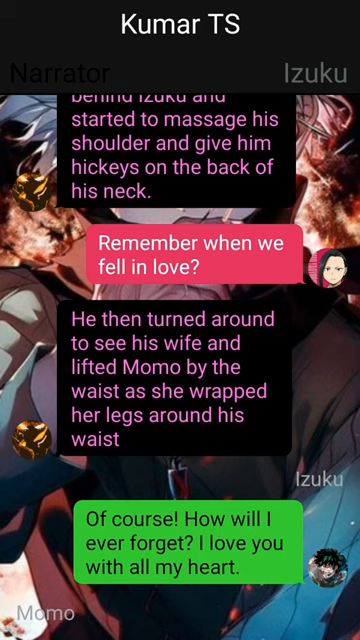 Kumar TS
Narrator
Izuku
behind Izuku and
started to massage his
shoulder and give him
hickeys on the back of
his neck.
Remember when we
fell in love?
He then turned around
to see his wife and
lifted Momo by the
waist as she wrapped
her legs around his
waist
Izuku
Of course! How will I
ever forget? I love you
with all my heart.
Momo